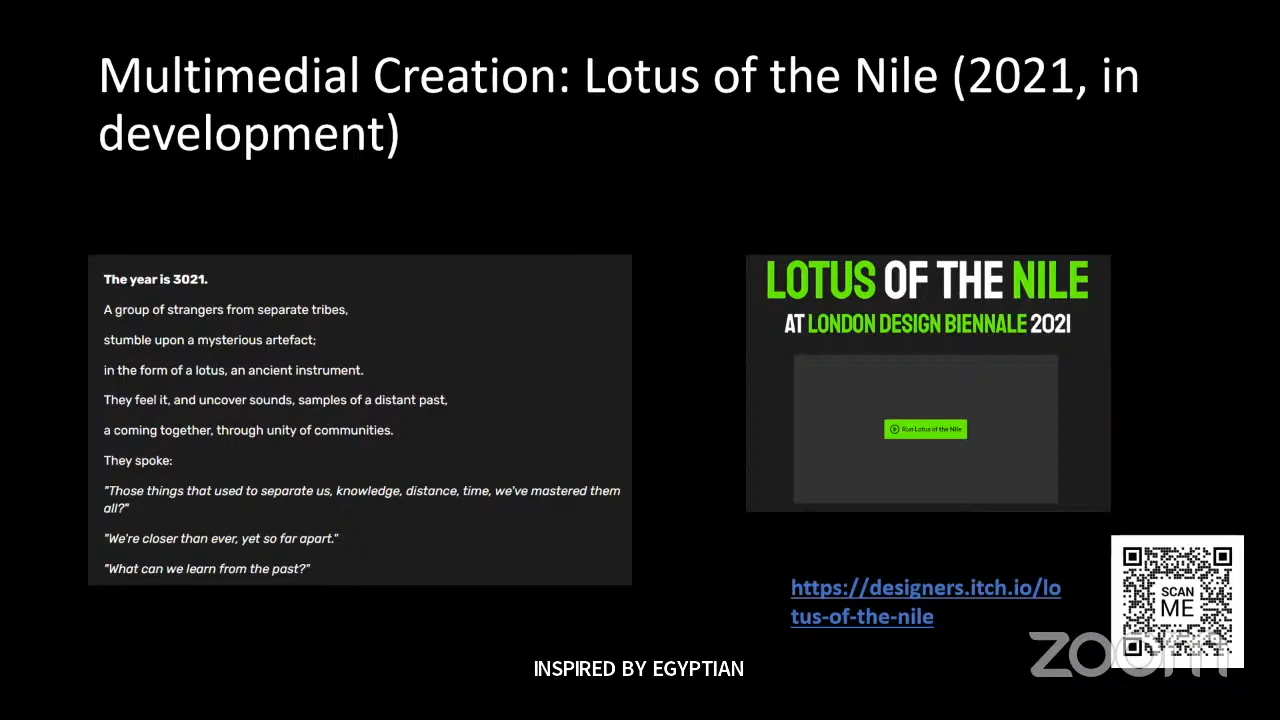 Multimedial Creation: Lotus of the Nile (2021, in
development)
The year is 3021.
A group of strangers from separate tribes,
stumble upon a mysterious artefact;
in the form of a lotus, an ancient instrument.
They feel it, and uncover sounds, samples of a distant past,
a coming together, through unity of communities.
They spoke:
"Those things that used to separate us, knowledge, distance, time, we've mastered them
all?"
"We're closer than ever, yet so far apart."
"What can we learn from the past?"
LOTUS OF THE NILE
AT LONDON DESIGN BIENNALE 2021
Run Lotus of the Nile
https://designers.itch.io/lo
tus-of-the-nile
SCAN
ME
zoom
INSPIRED BY EGYPTIAN